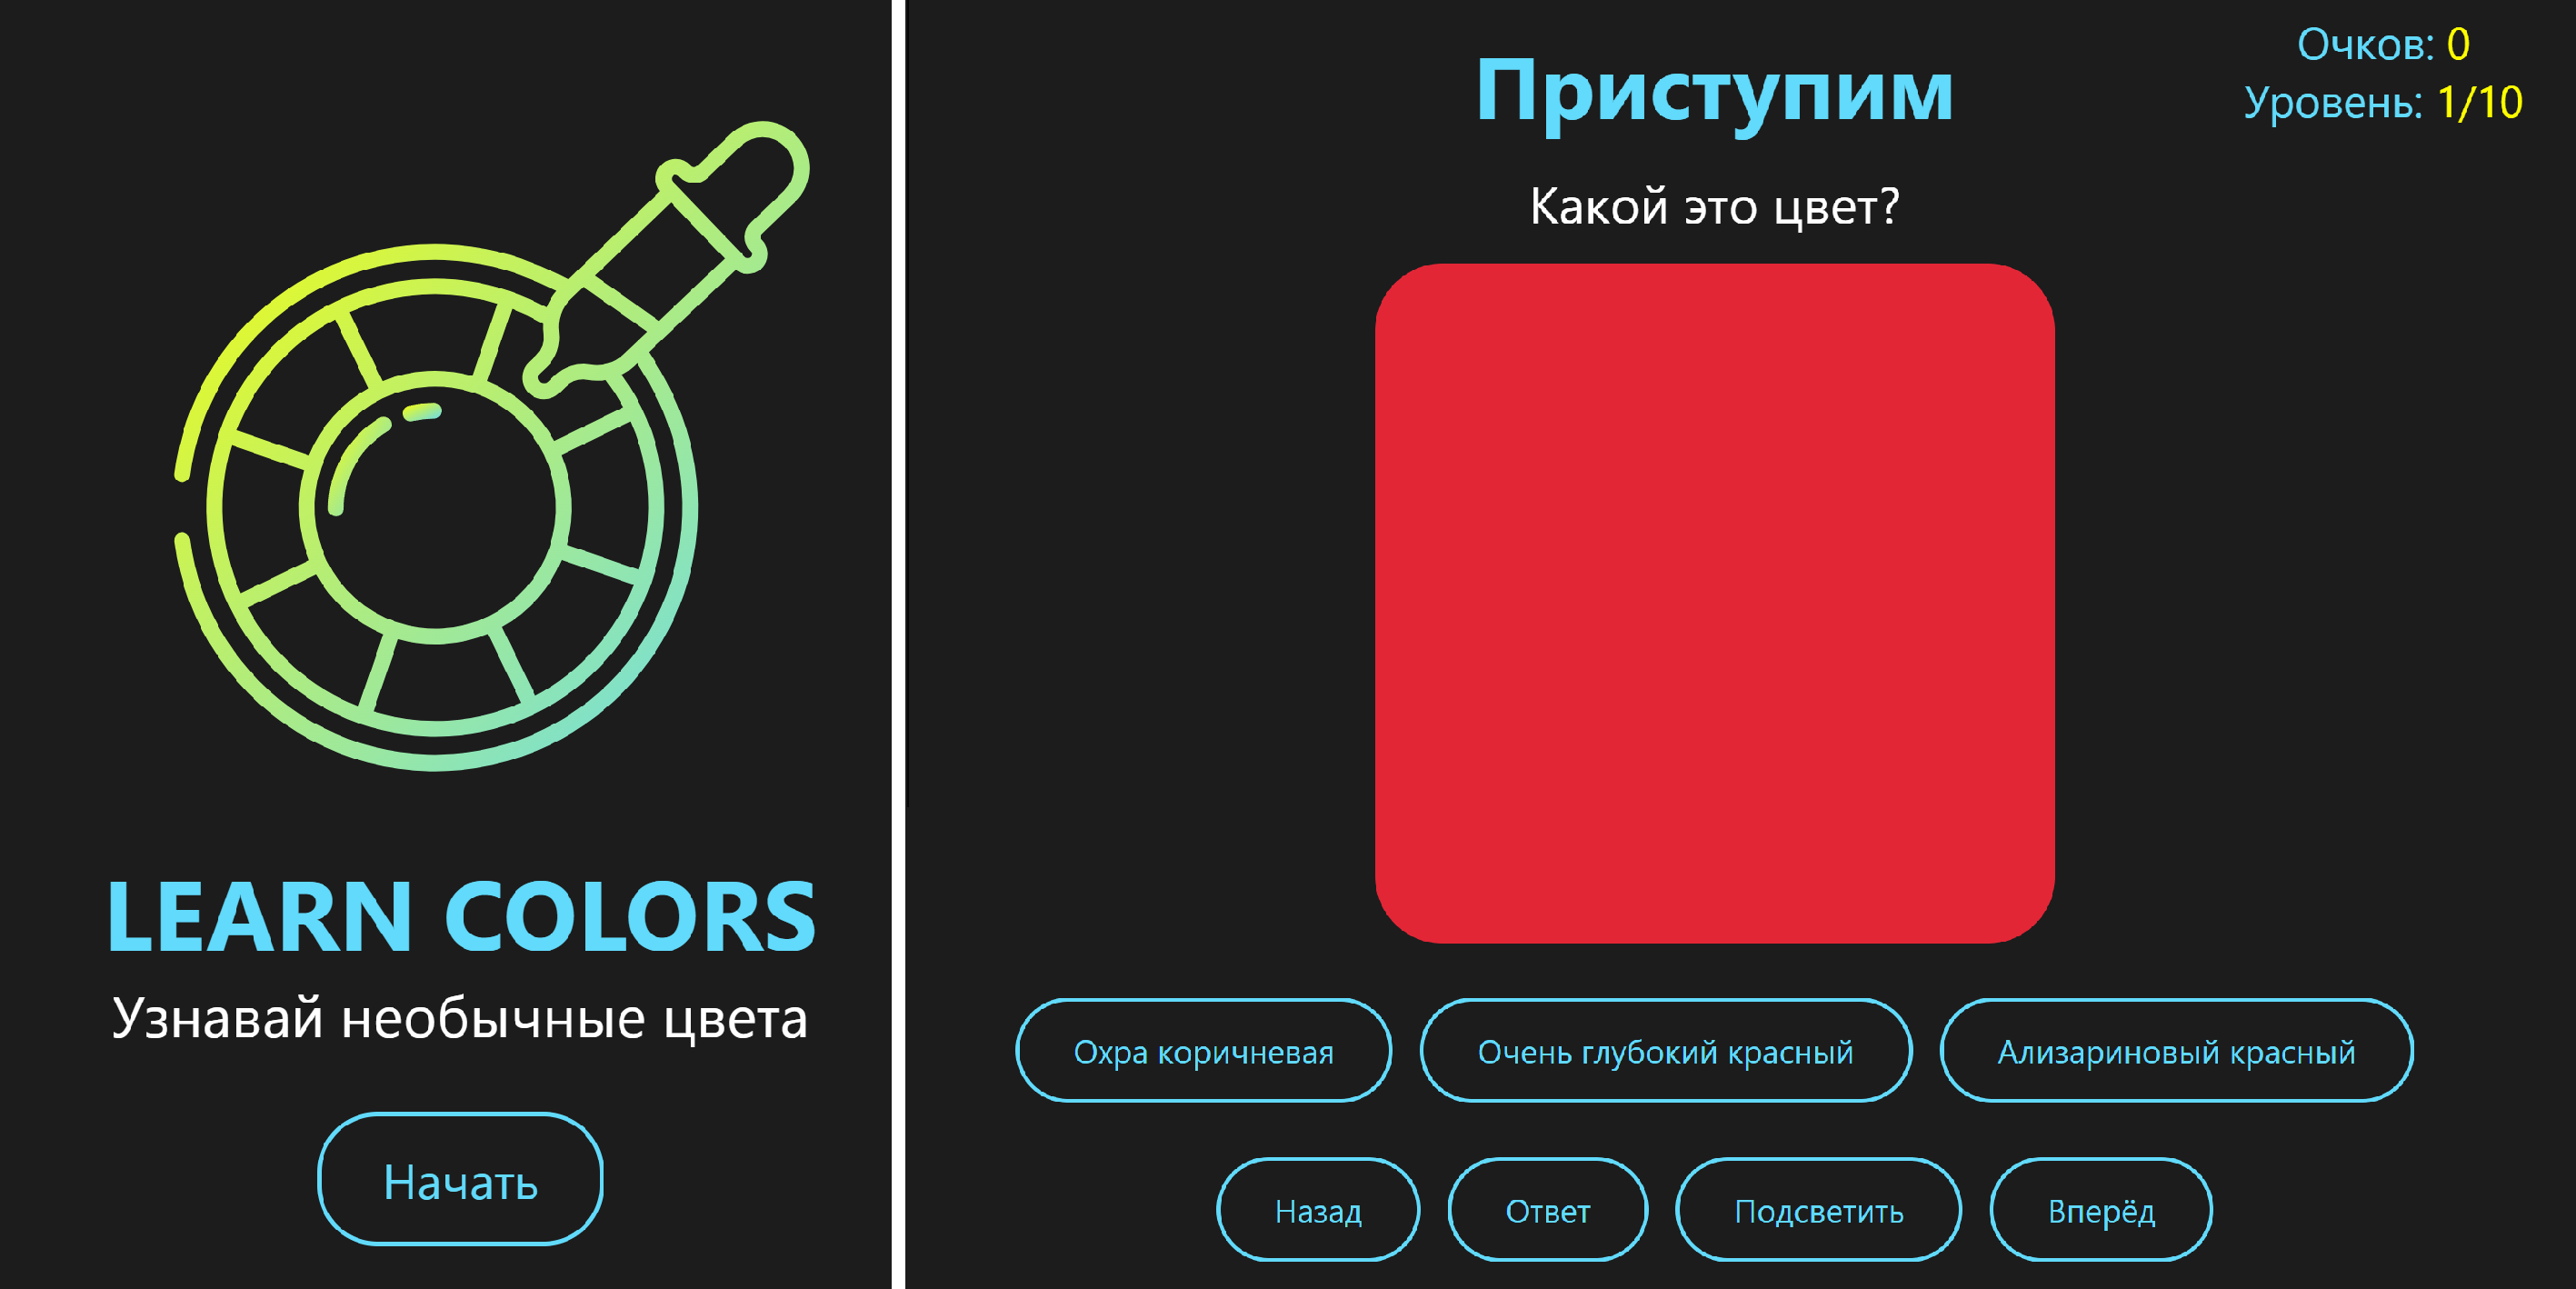 LEARN COLORS
Узнавай необычные цвета
Начать
Очков: 0
Уровень: 1/10
Приступим
Какой это цвет?
Охра коричневая
Очень глубокий красный
Ализариновый красный
Назад
Ответ
Подсветить
Вперёд